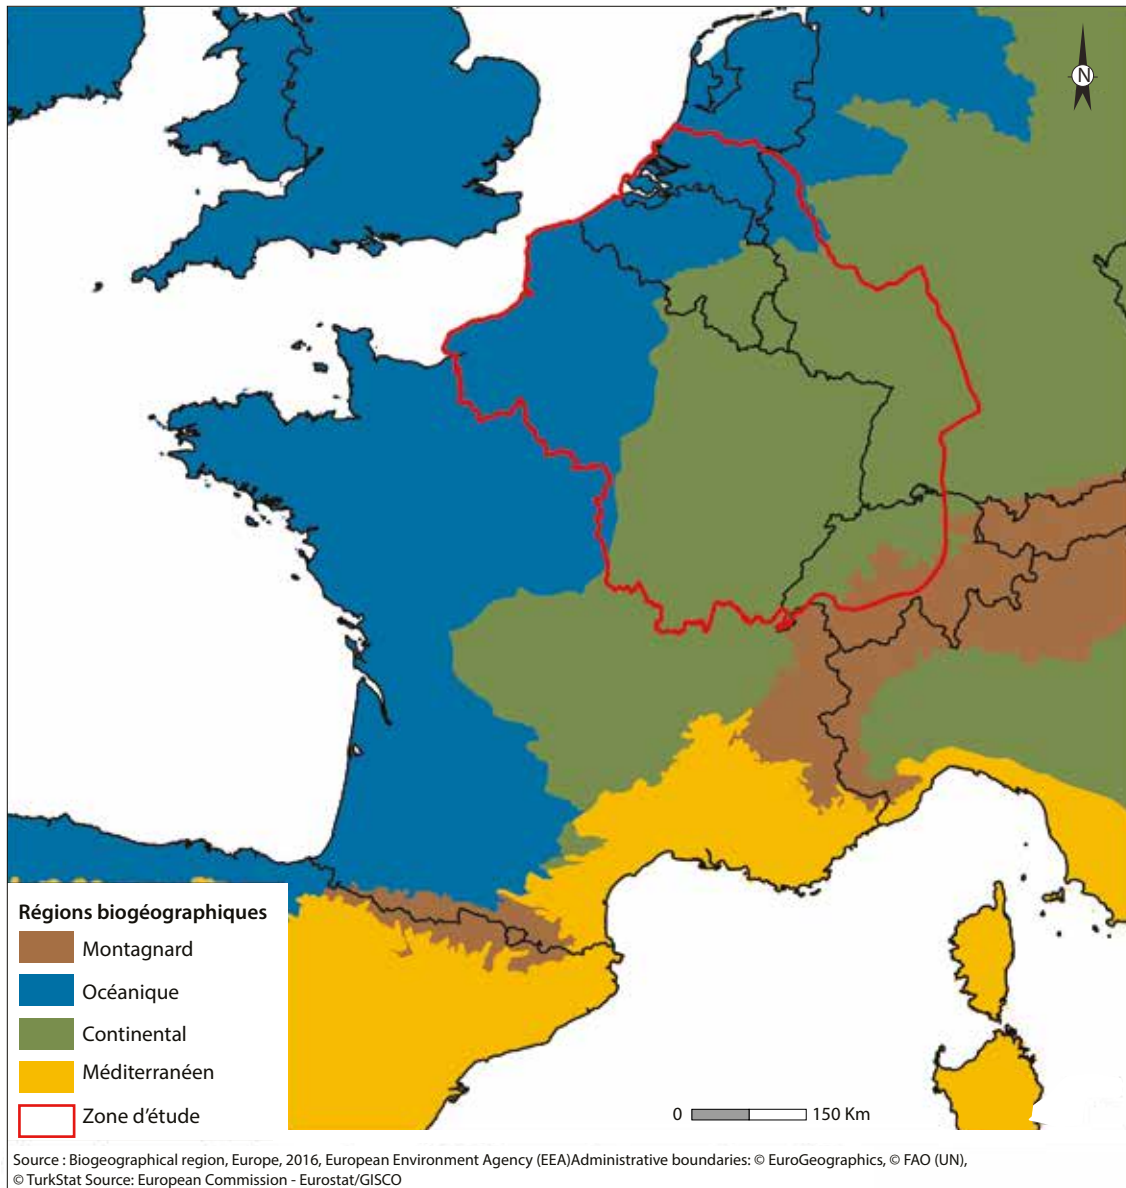 N
Régions biogéographiques
Montagnard
Océanique
Continental
Méditerranéen
Zone d'étude
0 150 Km
Source : Biogeographical region, Europe, 2016, European Environment Agency (EEA)Administrative boundaries: © EuroGeographics, © FAO (UN),
© TurkStat Source: European Commission - Eurostat/GISCO